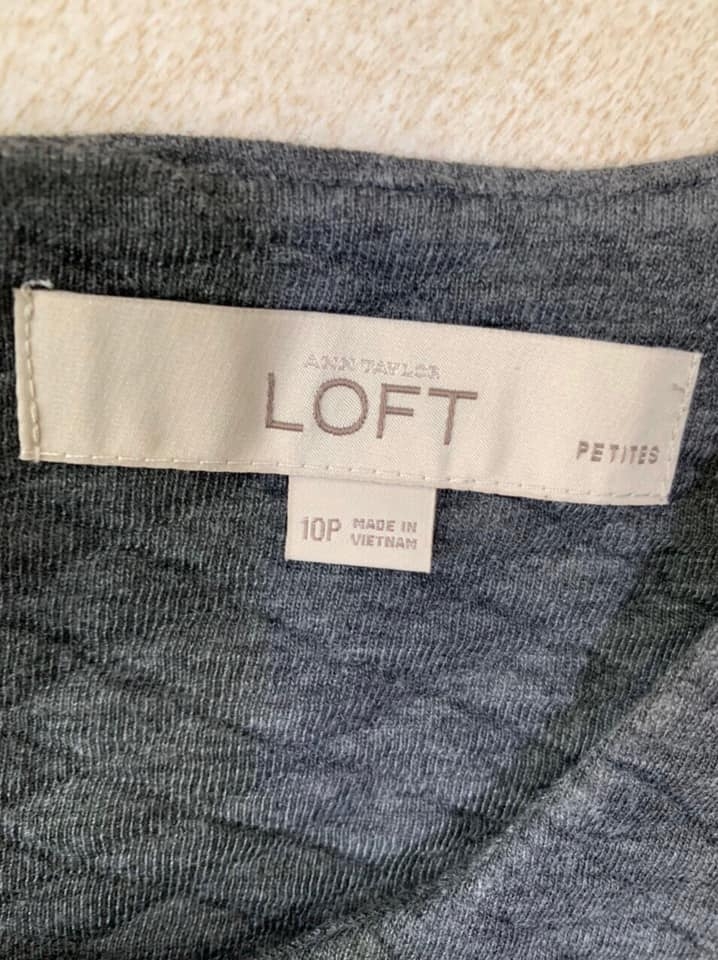 ANN TAYLOR
LOFT
PETITES
10P
MADE IN
VIETNAM